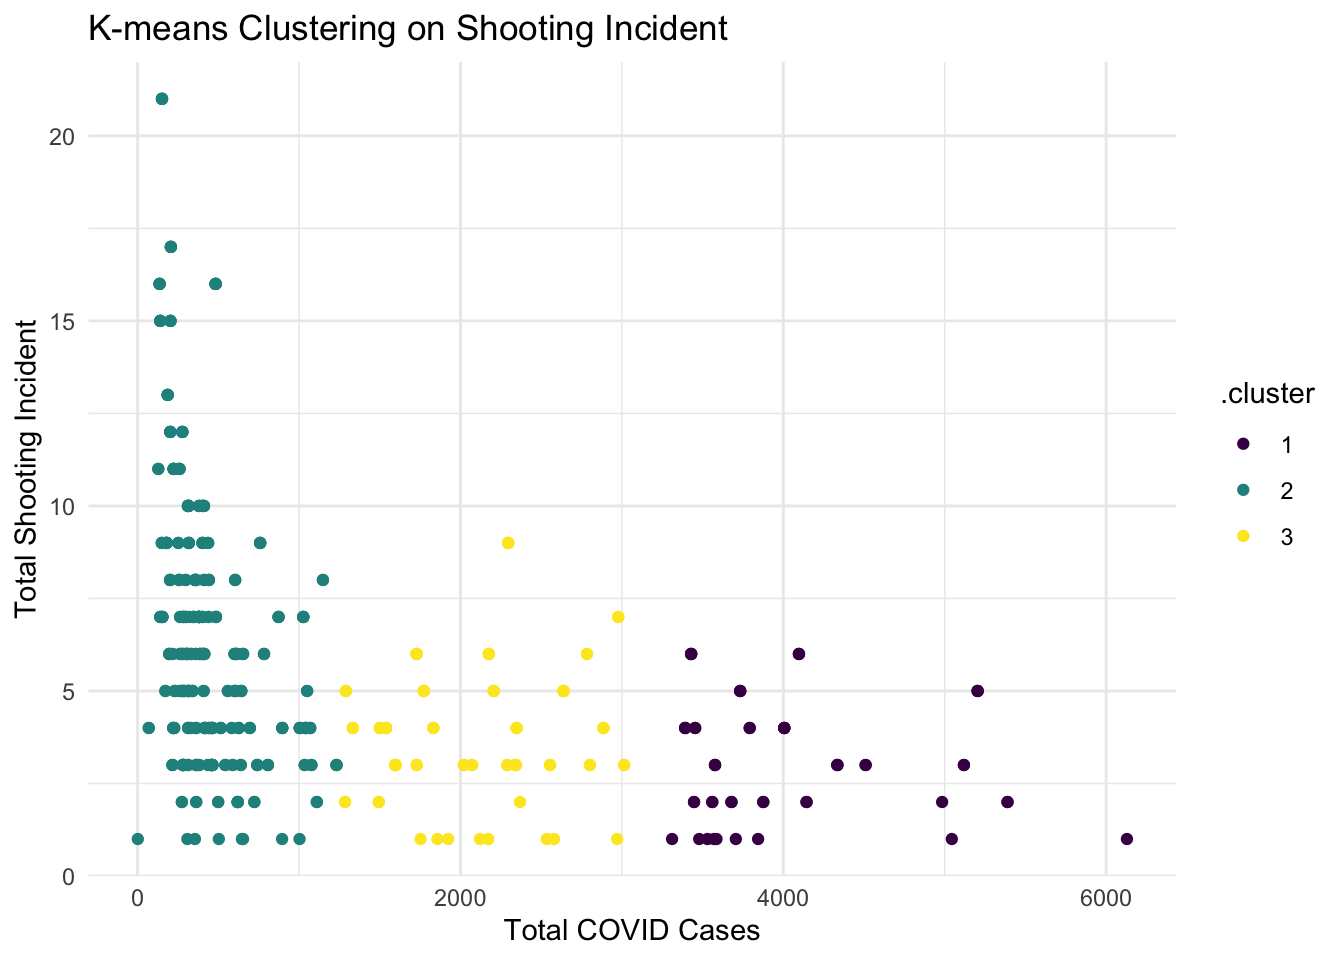 K-means Clustering on Shooting Incident
20
15
10
5
0
Total Shooting Incident
0 2000 4000 6000
Total COVID Cases
.cluster
1
2
3